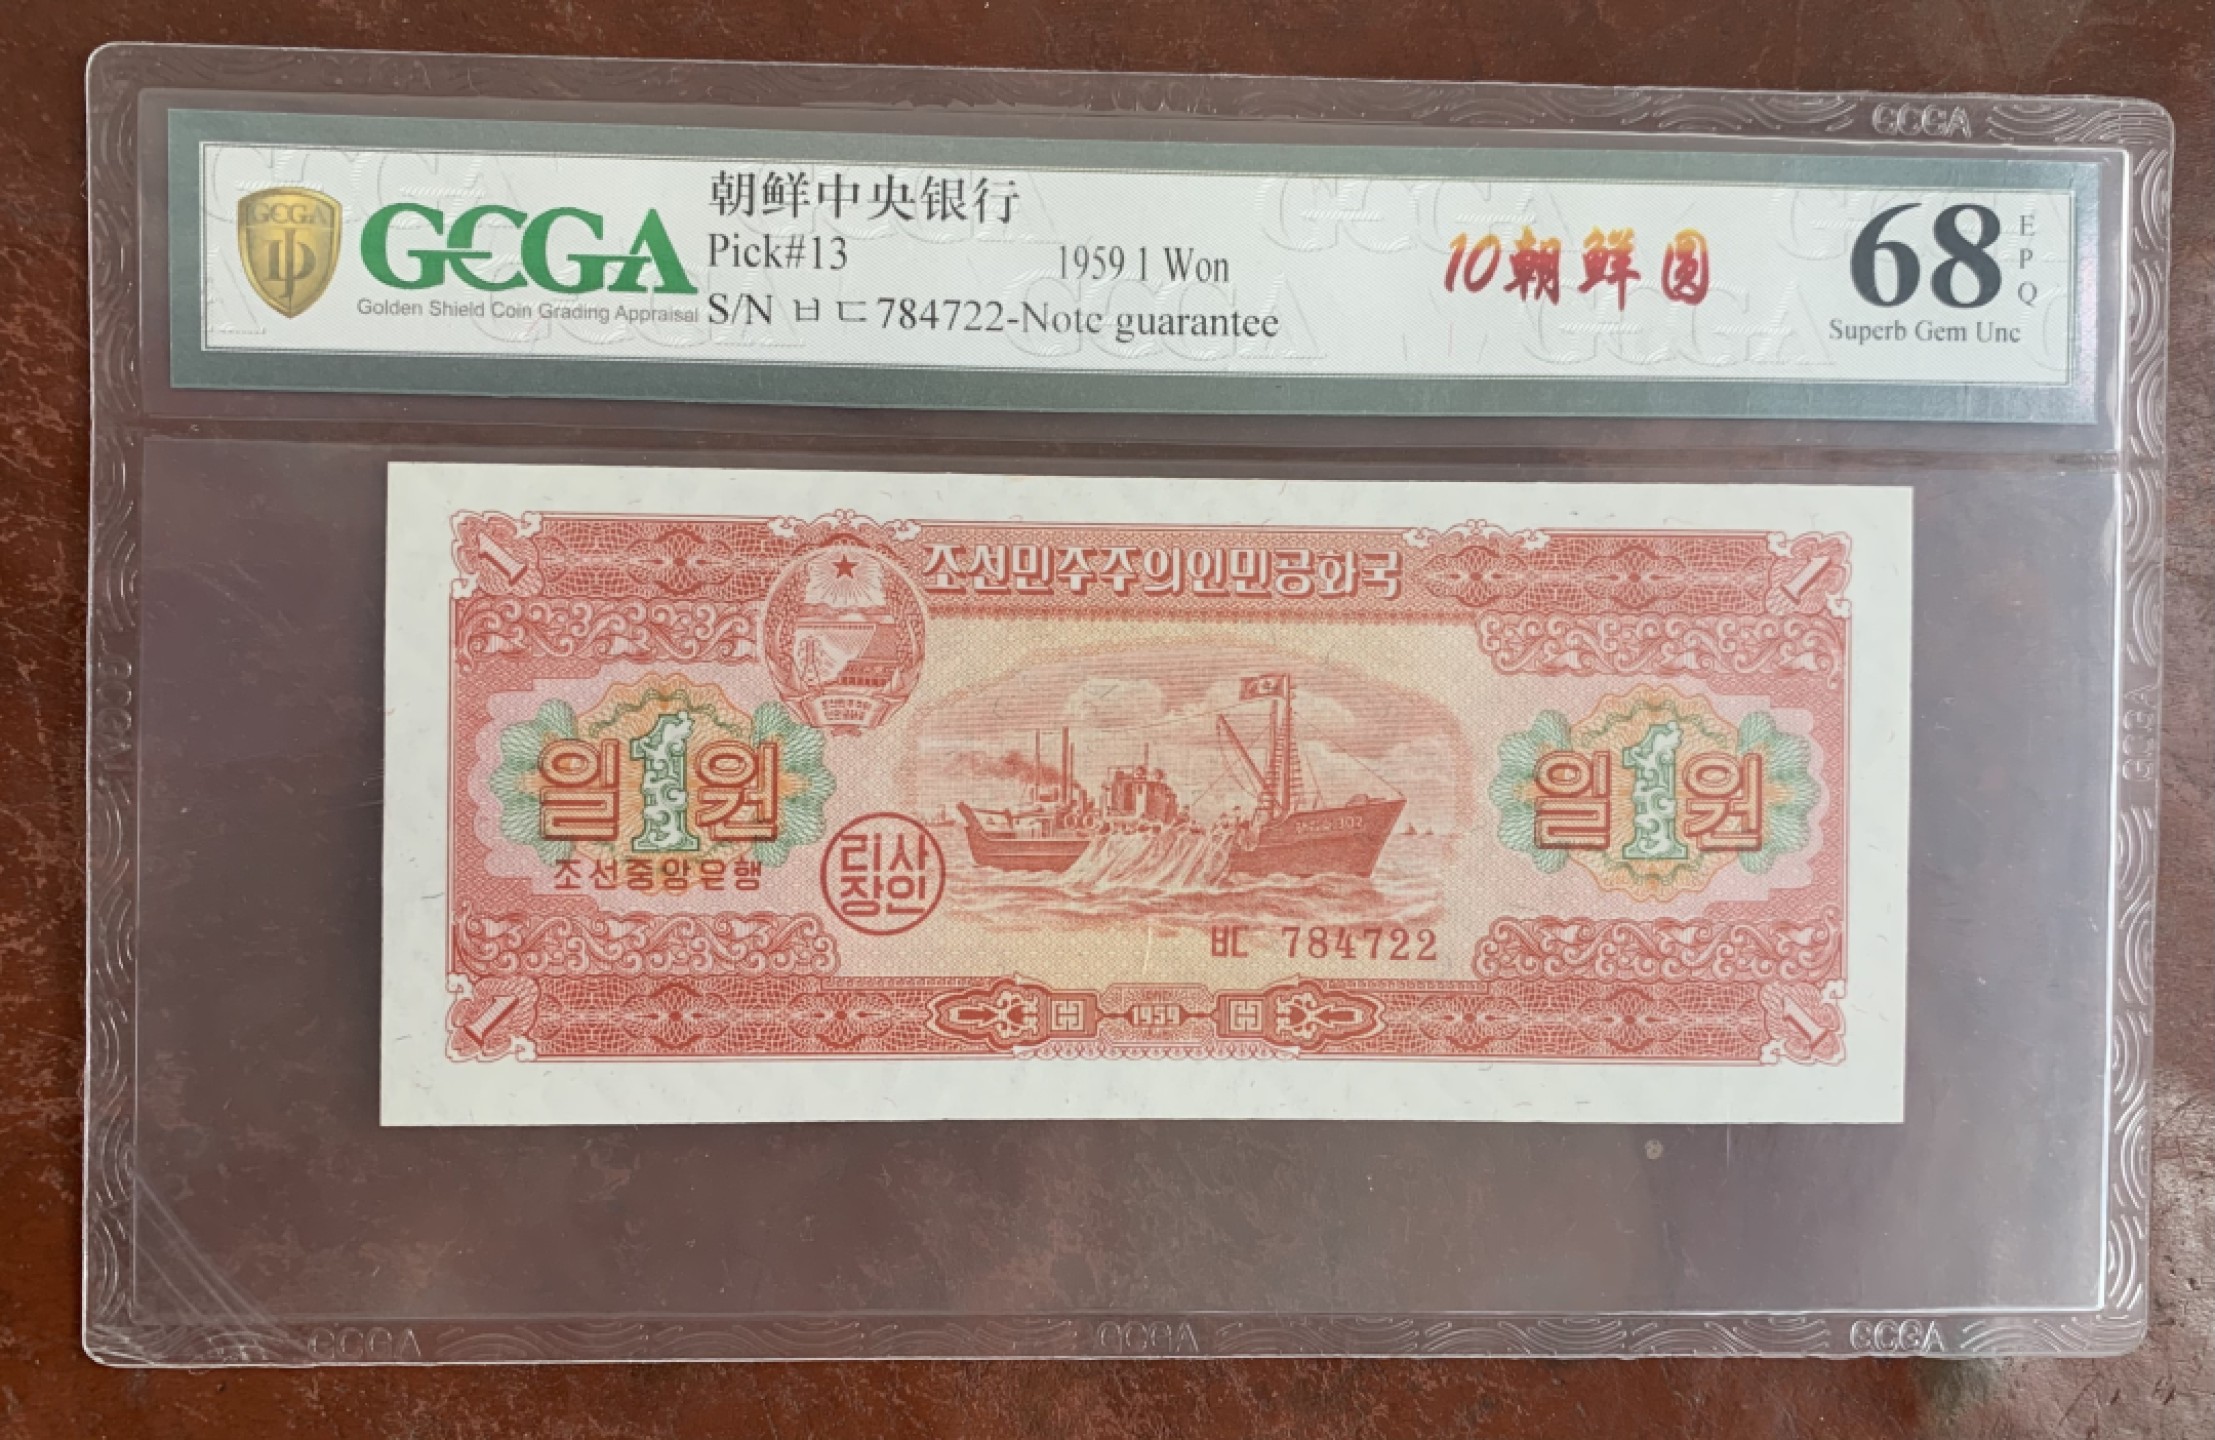 GCGA
Golden Shield Coin Grading Appraisal
朝鲜中央银行
Pick#13 1959 1 Won
S/N ㅂㄷ784722-Note guarantee
10朝鲜圆
68
EPQ
Superb Gem Unc
GCGA
1 조선민주주의인민공화국 1
일1원
일1원
조선중앙은행
리사
장인
ㅂㄷ 784722
1 1959 1
GCGA GCGA GCGA